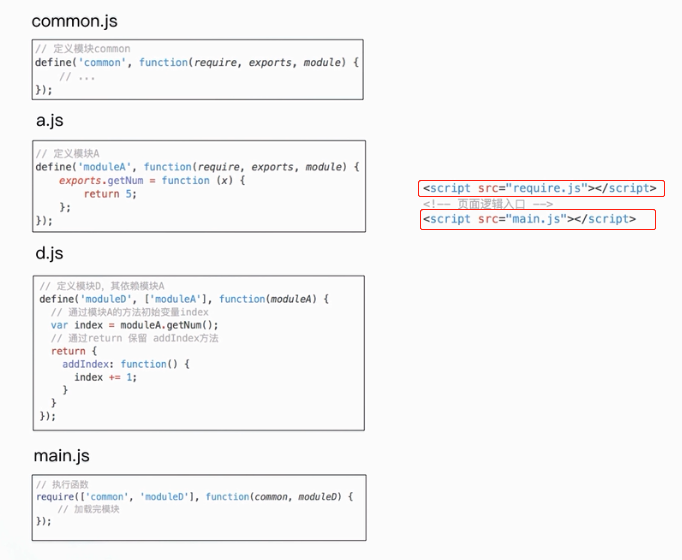 common.js
// 定义模块common
define('common', function(require, exports, module) {
// ...
});
a.js
// 定义模块A
define('moduleA', function(require, exports, module) {
exports.getNum = function (x) {
return 5;
};
});
d.js
// 定义模块D，其依赖模块A
define('moduleD', ['moduleA'], function(moduleA) {
// 通过模块A的方法初始变量index
var index = moduleA.getNum();
// 通过return 保留 addIndex方法
return {
addIndex: function() {
index += 1;
}
}
});
main.js
// 执行函数
require(['common', 'moduleD'], function(common, moduleD) {
// 加载完模块
});
<script src="require.js"></script>
<!-- 页面逻辑入口 -->
<script src="main.js"></script>